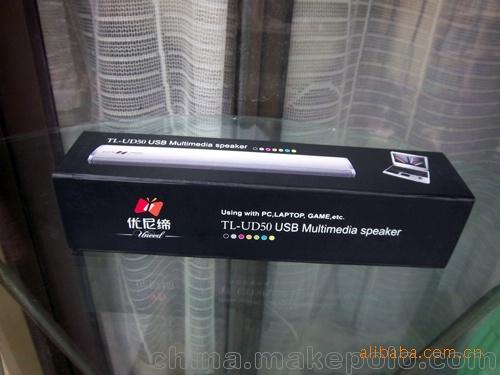 TL-UD50 USB Multimedia speaker
优尼缔
Uneed
Using with PC,LAPTOP, GAME,etc.
TL-UD50 USB Multimedia speaker
alibaba.com.cn
china.makepolo.com